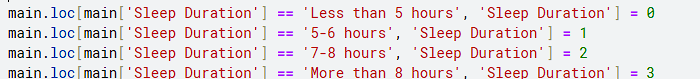 main.loc[main['Sleep Duration'] == 'Less than 5 hours', 'Sleep Duration'] = 0
main.loc[main['Sleep Duration'] == '5-6 hours', 'Sleep Duration'] = 1
main.loc[main['Sleep Duration'] == '7-8 hours', 'Sleep Duration'] = 2
main.loc[main['Sleep Duration'] == 'More than 8 hours', 'Sleep Duration'] = 3